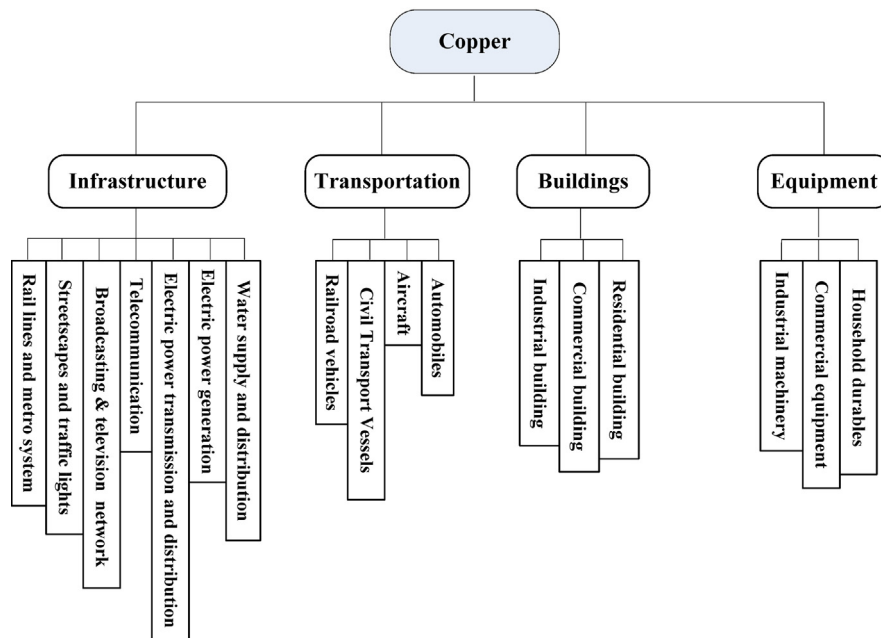 Copper
Infrastructure
Transportation
Buildings
Equipment
Rail lines and metro system
Streetscapes and traffic lights
Broadcasting & television network
Telecommunication
Electric power transmission and distribution
Electric power generation
Water supply and distribution
Railroad vehicles
Civil Transport Vessels
Aircraft
Automobiles
Industrial building
Commercial building
Residential building
Industrial machinery
Commercial equipment
Household durables